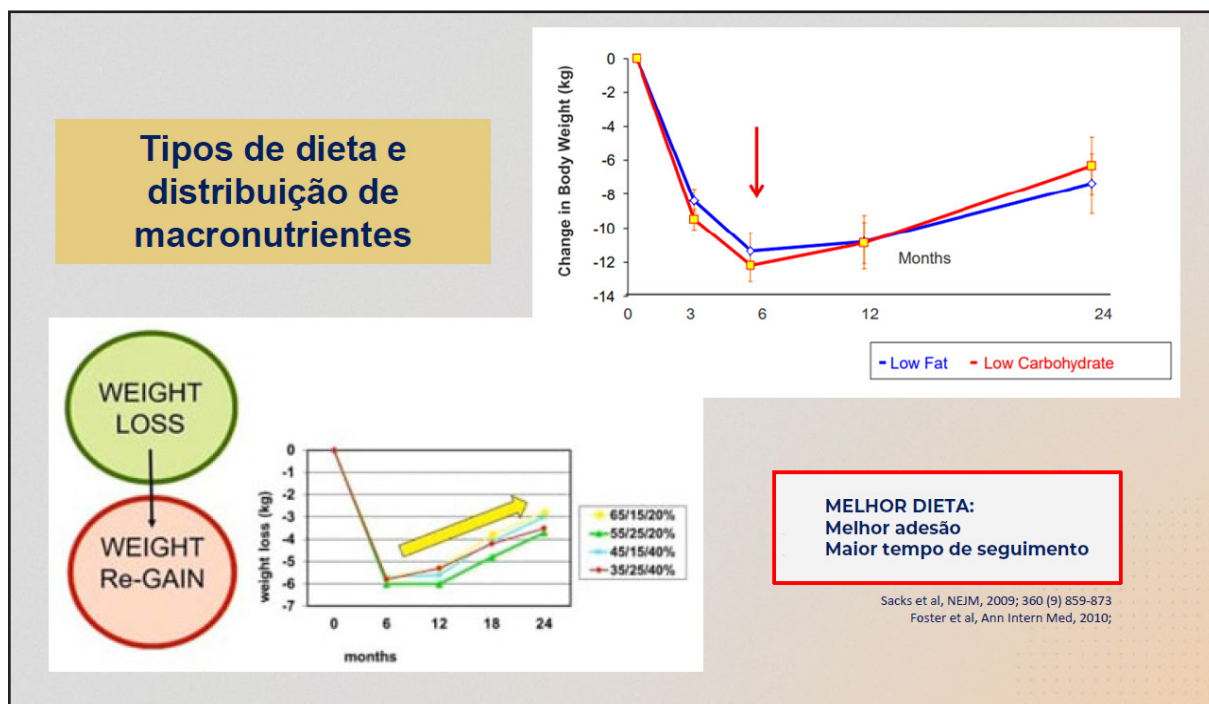 Tipos de dieta e
distribuição de
macronutrientes
Change in Body Weight (kg)
0
-2
-4
-6
-8
-10
-12
-14
0 3 6 12 24
Months
Low Fat Low Carbohydrate
WEIGHT
LOSS
WEIGHT
Re-GAIN
weight loss (kg)
0
-1
-2
-3
-4
-5
-6
-7
0 6 12 18 24
months
65/15/20%
55/25/20%
45/15/40%
35/25/40%
MELHOR DIETA:
Melhor adesão
Maior tempo de seguimento
Sacks et al, NEJM, 2009; 360 (9) 859-873
Foster et al, Ann Intern Med, 2010;